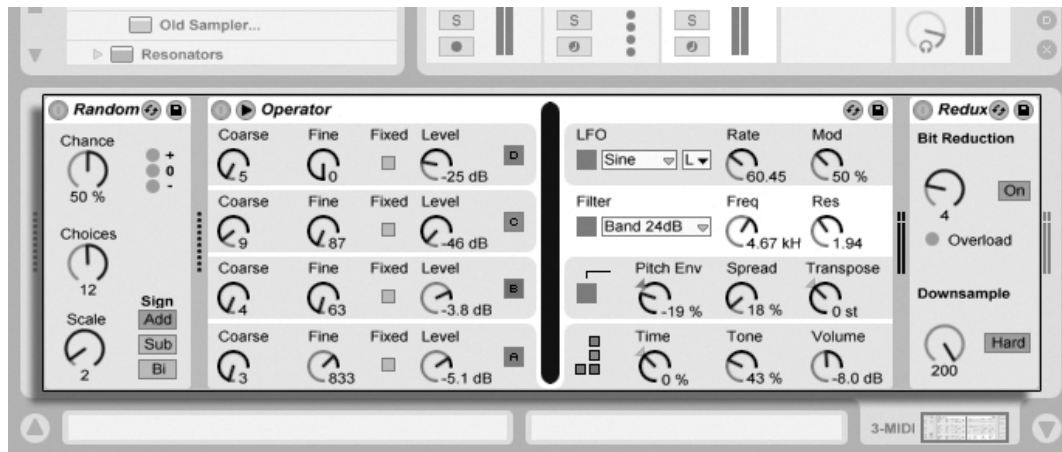 Old Sampler...
Resonators
S
S
S
D
X
Random
Chance
50 %
+
0
-
Choices
12
Scale
2
Sign
Add
Sub
Bi
Operator
Coarse Fine Fixed Level
5 0 -25 dB D
Coarse Fine Fixed Level
9 87 -46 dB C
Coarse Fine Fixed Level
4 63 -3.8 dB B
Coarse Fine Fixed Level
3 833 -5.1 dB A
LFO Rate Mod
Sine L 60.45 50 %
Filter Freq Res
Band 24dB 4.67 kH 1.94
Pitch Env Spread Transpose
-19 % 18 % 0 st
Time Tone Volume
0 % 43 % -8.0 dB
Redux
Bit Reduction
4 On
Overload
Downsample
200 Hard
3-MIDI